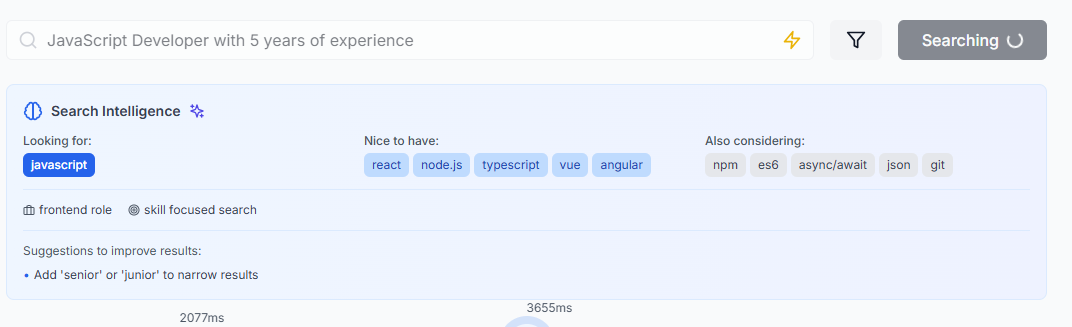 JavaScript Developer with 5 years of experience
Searching
Search Intelligence
Looking for:
javascript
Nice to have:
react node.js typescript vue angular
Also considering:
npm es6 async/await json git
frontend role skill focused search
Suggestions to improve results:
• Add 'senior' or 'junior' to narrow results
3655ms
2077ms